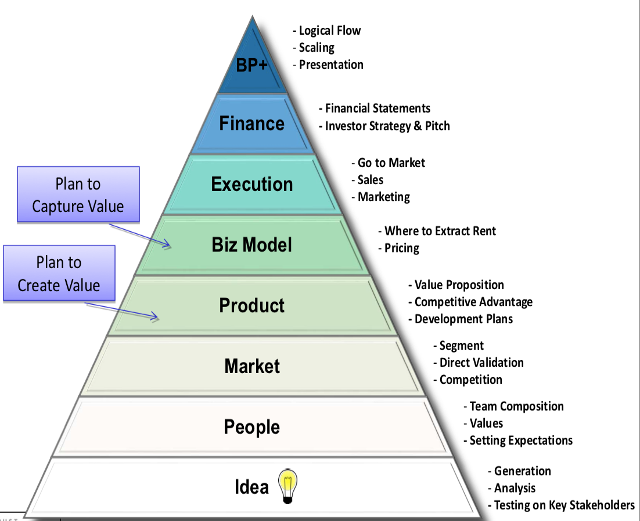 BP+
- Logical Flow
- Scaling
- Presentation
Finance
- Financial Statements
- Investor Strategy & Pitch
Execution
- Go to Market
- Sales
- Marketing
Plan to
Capture Value
Biz Model
- Where to Extract Rent
- Pricing
Plan to
Create Value
Product
- Value Proposition
- Competitive Advantage
- Development Plans
Market
- Segment
- Direct Validation
- Competition
People
- Team Composition
- Values
- Setting Expectations
Idea
- Generation
- Analysis
- Testing on Key Stakeholders